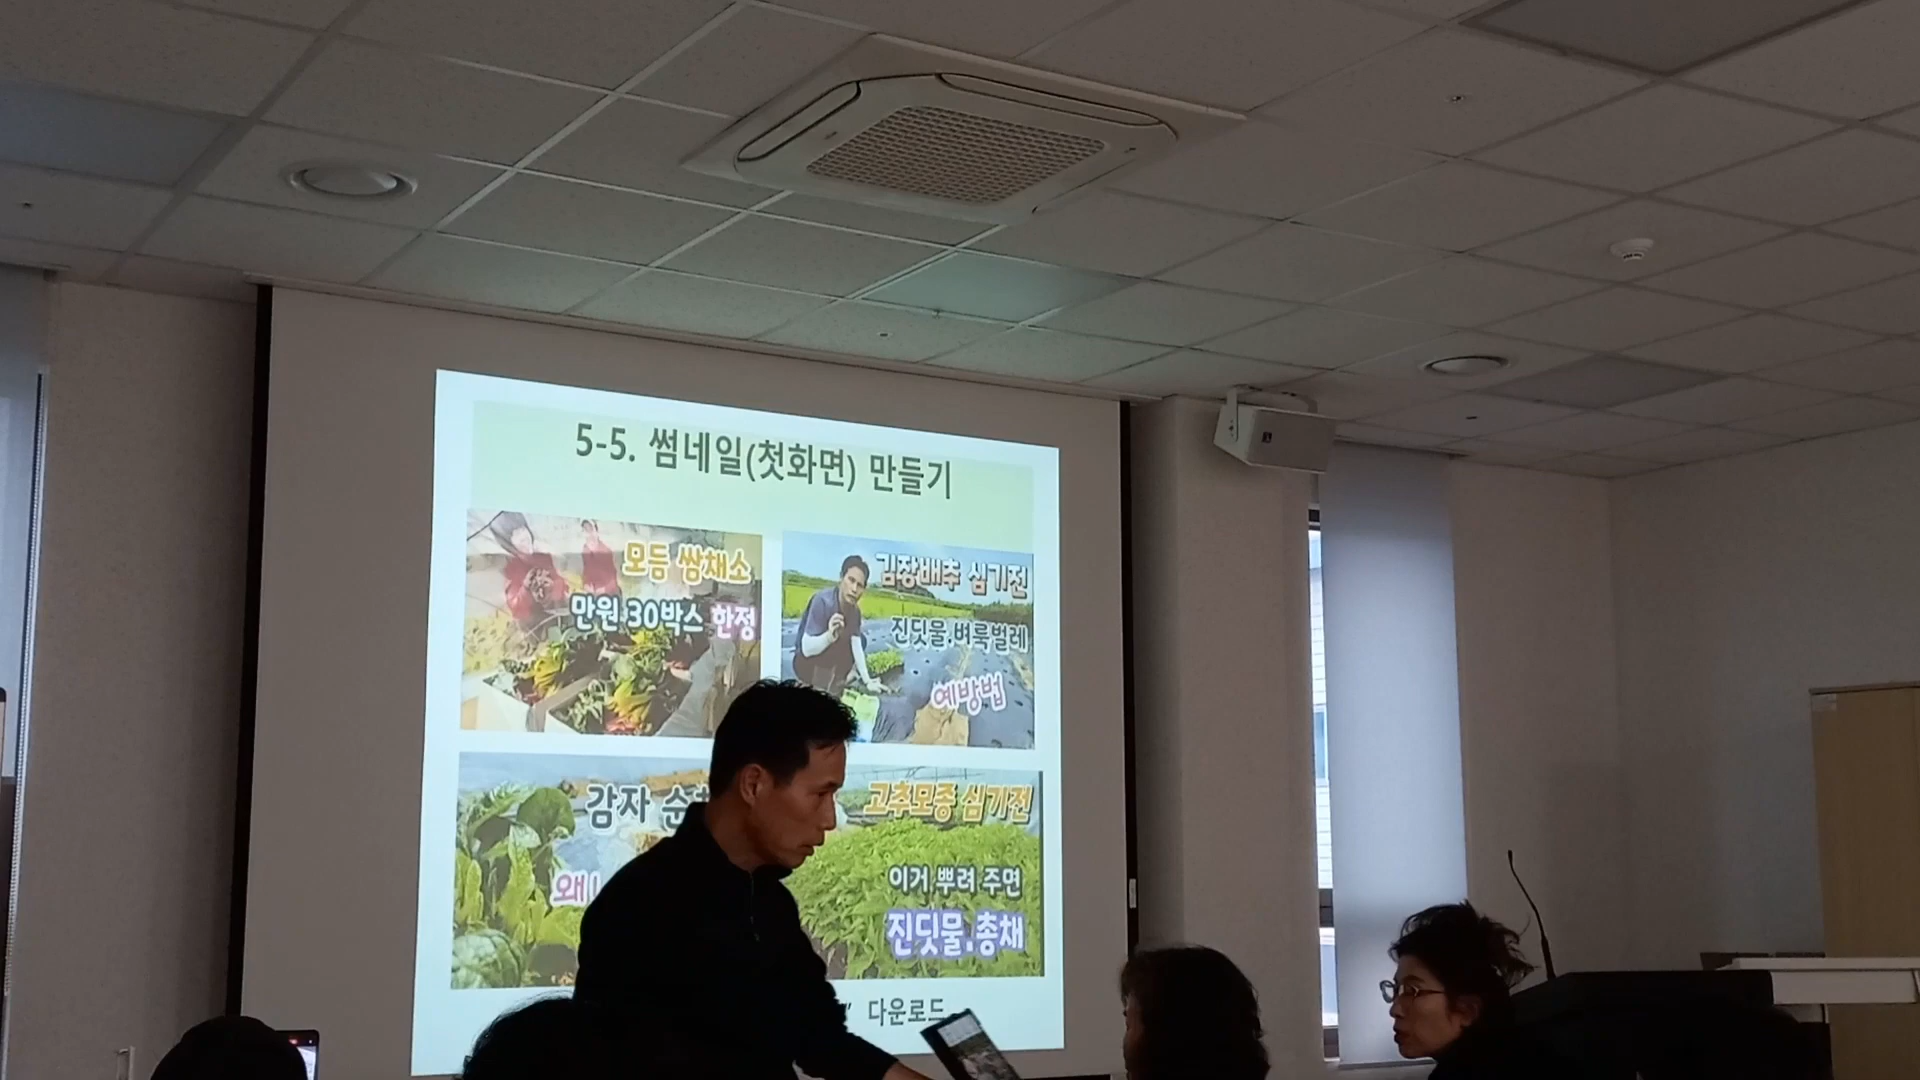 5-5. 썸네일(첫화면) 만들기
모듬 쌈채소
만원 30박스 한정
김장배추 심기전
진딧물.벼룩벌레
예방법
감자 순
왜
고추모종 심기전
이거 뿌려 주면
진딧물.총채
다운로드